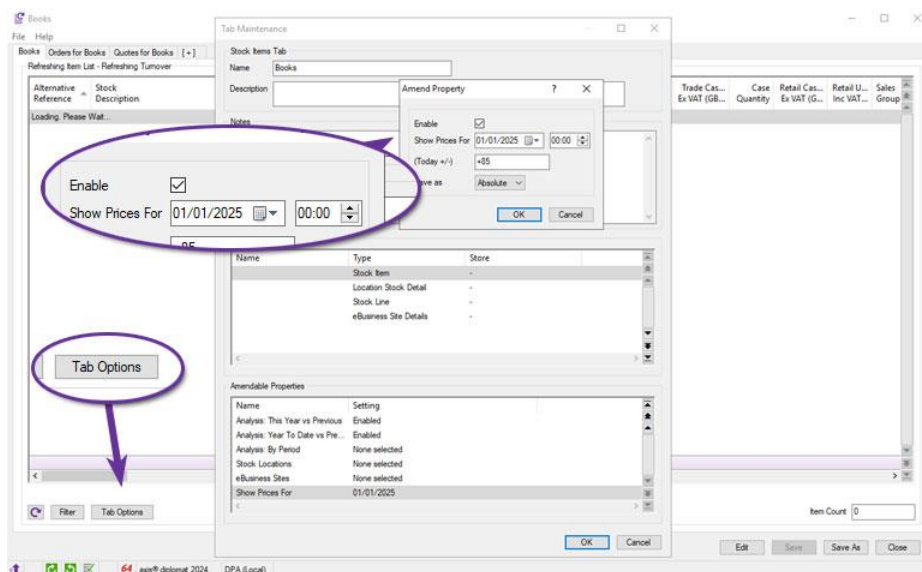 Books
File Help
Books Orders for Books Quotes for Books [+]
Refreshing Item List - Refreshing Turnover
Alternative Reference
Stock Description
Trade Cas... Ex VAT (GB...
Case Quantity
Retail Cas... Ex VAT (G...
Retail U... Inc VAT...
Sales Group
Loading. Please Wait...
Tab Maintenance
Stock Items Tab
Name Books
Description
Notes
Amend Property ?
Enable
Show Prices For 01/01/2025 00:00
(Today +/-) +85
Absolute
OK Cancel
Enable
Show Prices For 01/01/2025 00:00
Name Type Store
Stock Item -
Location Stock Detail -
Stock Line -
eBusiness Site Details -
Tab Options
Amendable Properties
Name Setting
Analysis: This Year vs Previous Enabled
Analysis: Year To Date vs Pre... Enabled
Analysis: By Period None selected
Stock Locations None selected
eBusiness Sites None selected
Show Prices For 01/01/2025
Filter Tab Options
Item Count 0
OK Cancel
Edit Save Save As Close
64 axis® diplomat 2024 DPA (Local)